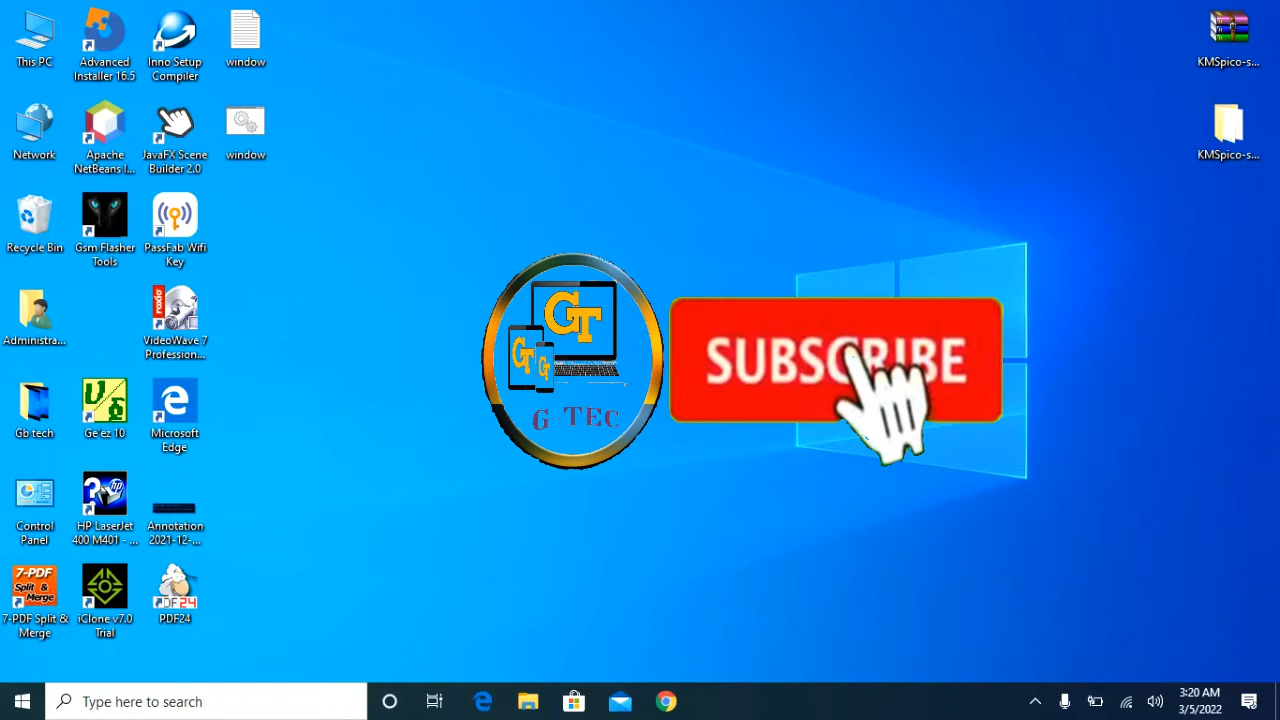 This PC
Advanced
Installer 16.5
Inno Setup
Compiler
window
Network
Apache
NetBeans I...
JavaFX Scene
Builder 2.0
window
Recycle Bin
Gsm Flasher
Tools
PassFab Wifi
Key
Administra...
roxio
VideoWave 7
Profession...
Gb tech
Ge'ez 10
Microsoft
Edge
Control
Panel
HP LaserJet
400 M401 - ...
Annotation
2021-12-...
7-PDF
Split &
Merge
7-PDF Split &
Merge
iClone v7.0
Trial
PDF24
PDF24
KMSpico-s...
KMSpico-s...
GT
GT
G
G-TEC
SUBSCRIBE
Type here to search
3:20 AM
3/5/2022